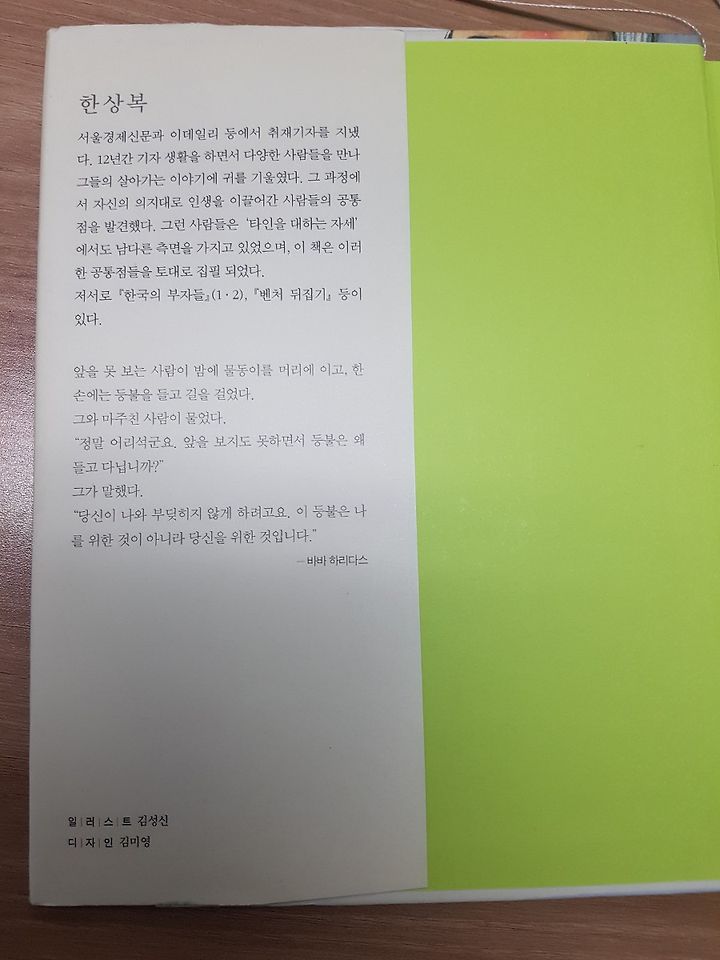 한상복
서울경제신문과 이데일리 등에서 취재기자를 지냈
다. 12년간 기자 생활을 하면서 다양한 사람들을 만나
그들의 살아가는 이야기에 귀를 기울였다. 그 과정에
서 자신의 의지대로 인생을 이끌어간 사람들의 공통
점을 발견했다. 그런 사람들은 ‘타인을 대하는 자세’
에서도 남다른 측면을 가지고 있었으며, 이 책은 이러
한 공통점들을 토대로 집필 되었다.
저서로 『한국의 부자들』(1·2), 『벤처 뒤집기』 등이
있다.
앞을 못 보는 사람이 밤에 물동이를 머리에 이고, 한
손에는 등불을 들고 길을 걸었다.
그와 마주친 사람이 물었다.
“정말 어리석군요. 앞을 보지도 못하면서 등불은 왜
들고 다닙니까?”
그가 말했다.
“당신이 나와 부딪히지 않게 하려고요. 이 등불은 나
를 위한 것이 아니라 당신을 위한 것입니다.”
— 바바 하리다스
일|러|스|트 김성신
디|자|인 김미영